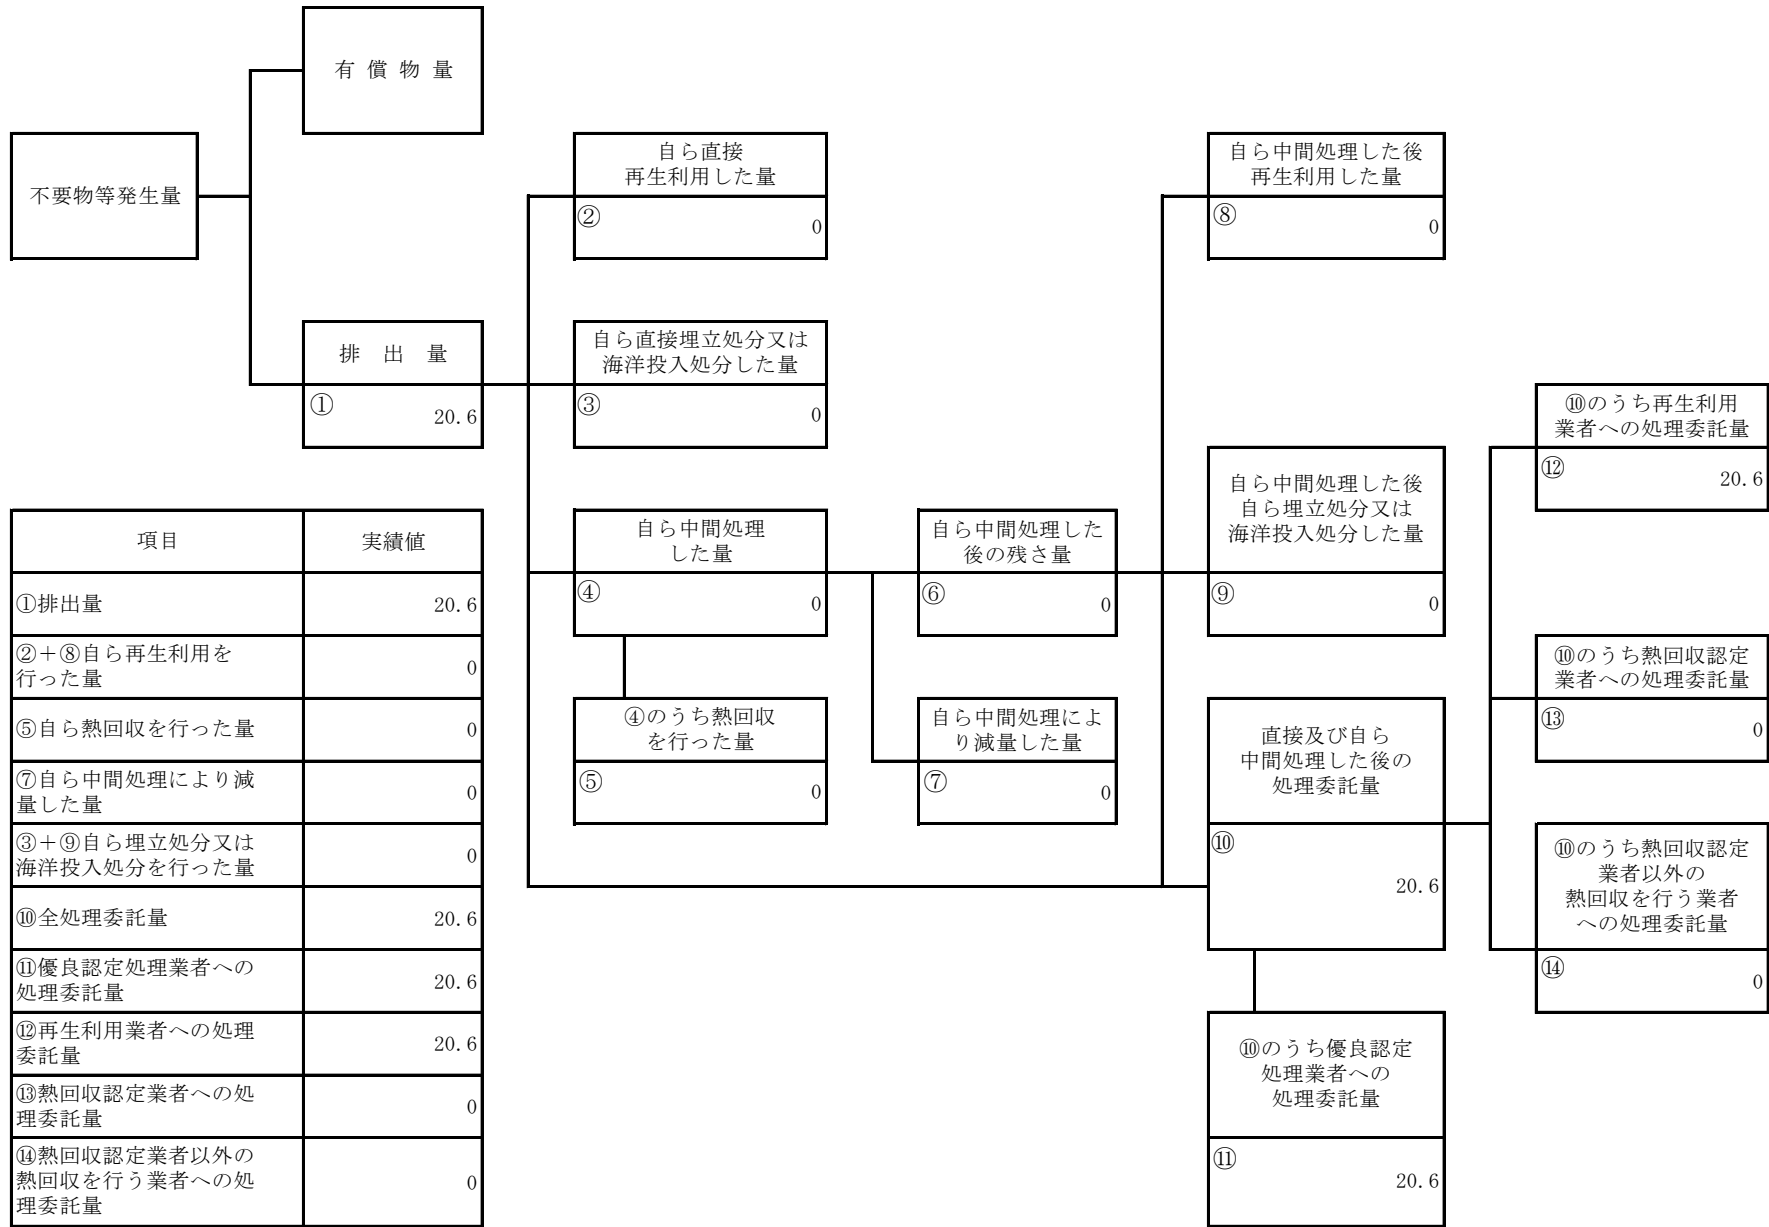 有償物量
不要物等発生量
排出量
① 20.6
自ら直接
再生利用した量
② 0
自ら直接埋立処分又は
海洋投入処分した量
③ 0
自ら中間処理
した量
④ 0
④のうち熱回収
を行った量
⑤ 0
自ら中間処理した
後の残さ量
⑥ 0
自ら中間処理によ
り減量した量
⑦ 0
自ら中間処理した後
再生利用した量
⑧ 0
自ら中間処理した後
自ら埋立処分又は
海洋投入処分した量
⑨ 0
直接及び自ら
中間処理した後の
処理委託量
⑩
20.6
⑩のうち優良認定
処理業者への
処理委託量
⑪
20.6
⑩のうち再生利用
業者への処理委託量
⑫ 20.6
⑩のうち熱回収認定
業者への処理委託量
⑬ 0
⑩のうち熱回収認定
業者以外の
熱回収を行う業者
への処理委託量
⑭ 0
項目 実績値
①排出量 20.6
②+⑧自ら再生利用を
行った量 0
⑤自ら熱回収を行った量 0
⑦自ら中間処理により減
量した量 0
③+⑨自ら埋立処分又は
海洋投入処分を行った量 0
⑩全処理委託量 20.6
⑪優良認定処理業者への
処理委託量 20.6
⑫再生利用業者への処理
委託量 20.6
⑬熱回収認定業者への処
理委託量 0
⑭熱回収認定業者以外の
熱回収を行う業者への処
理委託量 0